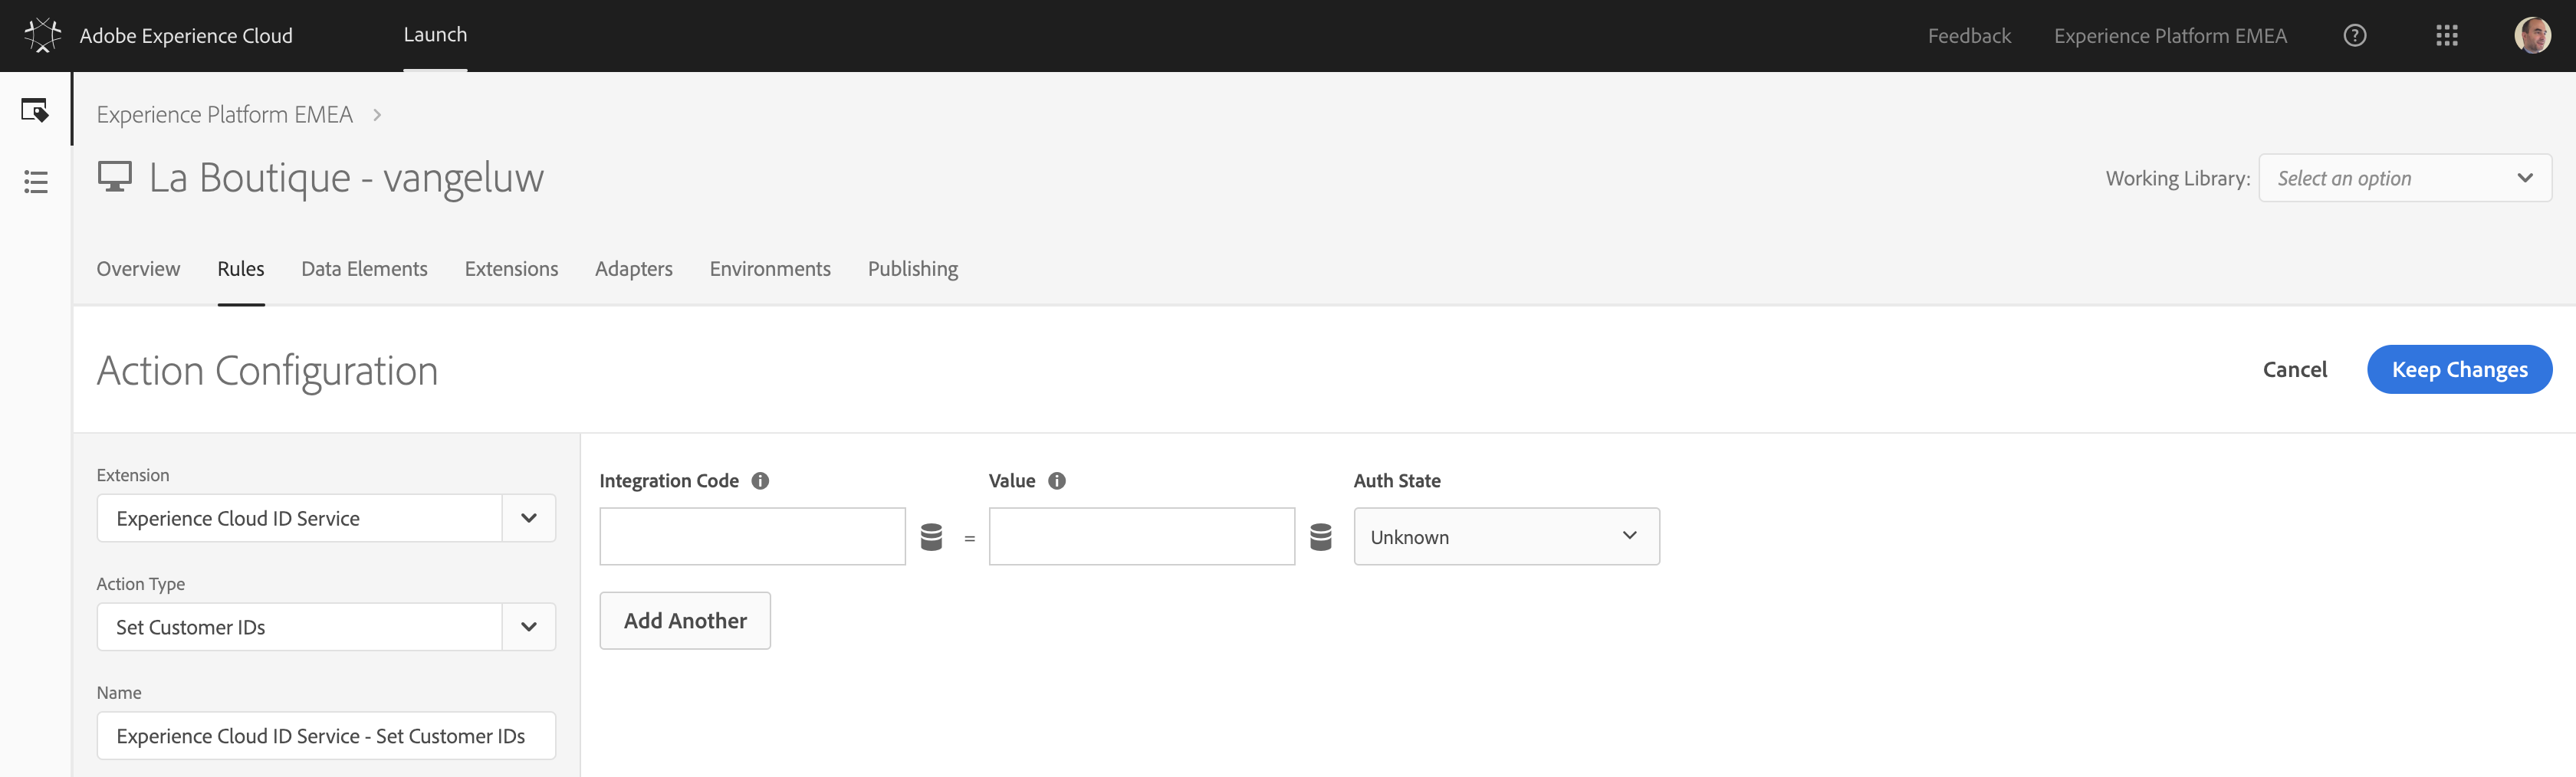 Adobe Experience Cloud
Launch
Feedback
Experience Platform EMEA
Experience Platform EMEA
La Boutique - vangeluw
Working Library:
Select an option
Overview
Rules
Data Elements
Extensions
Adapters
Environments
Publishing
Action Configuration
Cancel
Keep Changes
Extension
Experience Cloud ID Service
Action Type
Set Customer IDs
Name
Experience Cloud ID Service - Set Customer IDs
Integration Code
Value
Auth State
=
Unknown
Add Another